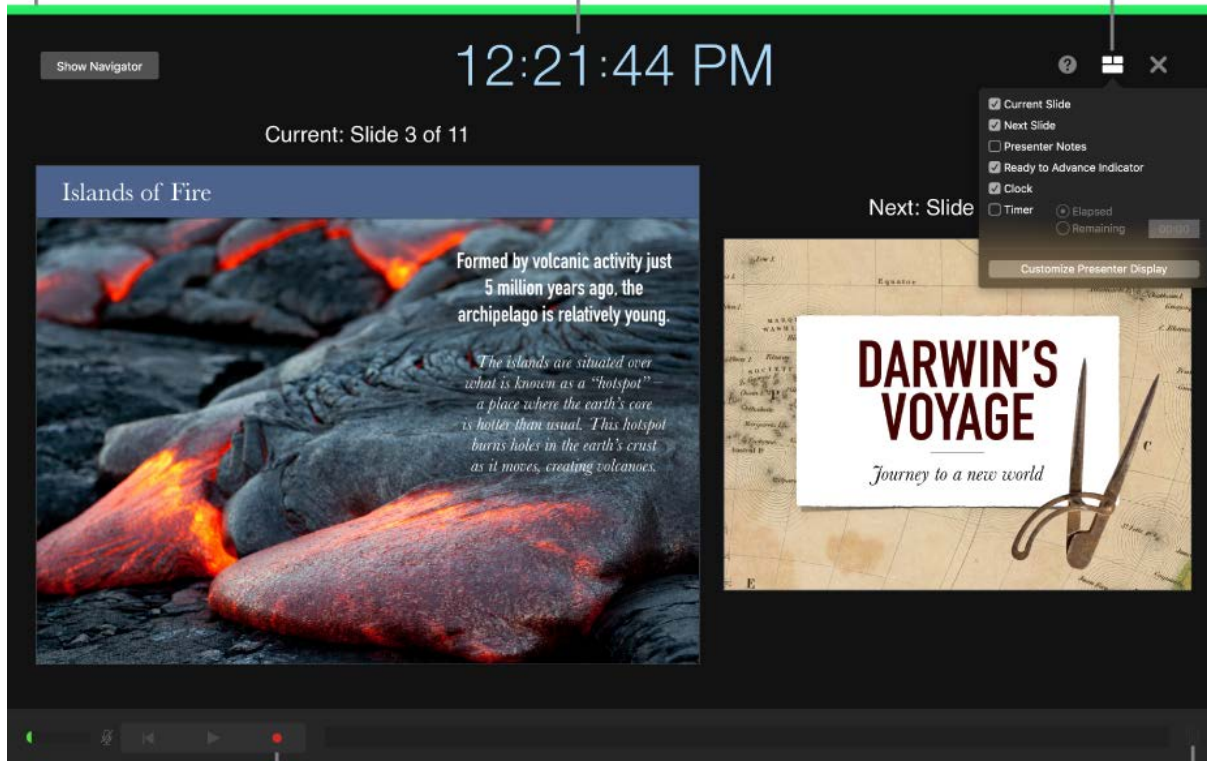 Show Navigator
12:21:44 PM
Current Slide
Next Slide
Presenter Notes
Ready to Advance Indicator
Clock
Timer
Elapsed
Remaining
00:00
Customize Presenter Display
Current: Slide 3 of 11
Islands of Fire
Formed by volcanic activity just
5 million years ago, the
archipelago is relatively young.
The islands are situated over
what is known as a “hotspot” –
a place where the earth’s core
is hotter than usual. This hotspot
burns holes in the earth’s crust
as it moves, creating volcanoes.
Next: Slide
Equator
DARWIN’S
VOYAGE
Journey to a new world
C
P
E